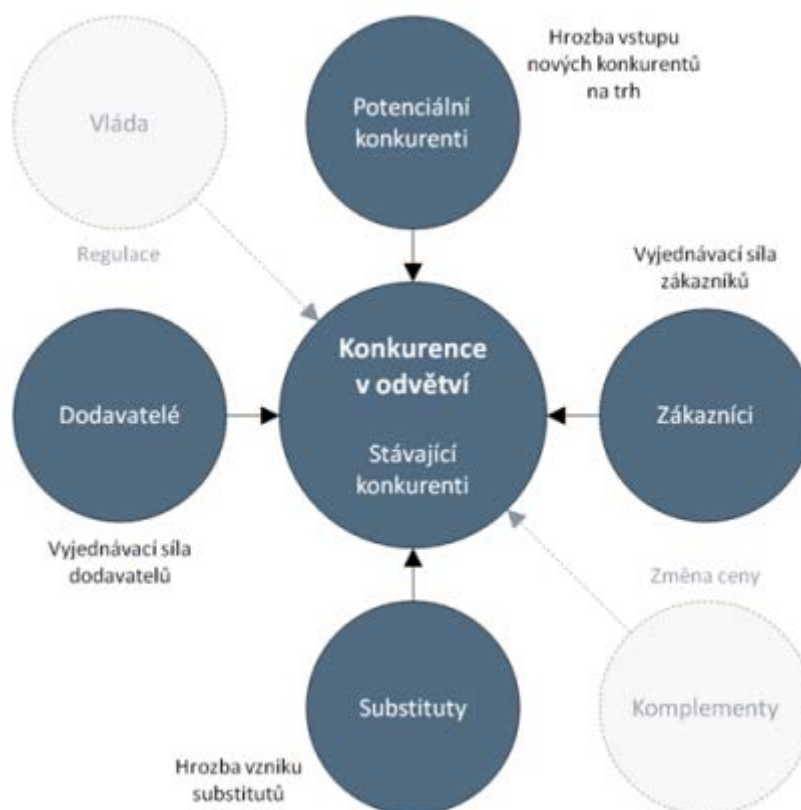 Hrozba vstupu
nových konkurentů
na trh
Potenciální
konkurenti
Vláda
Regulace
Vyjednávací síla
zákazníků
Konkurence
v odvětví
Dodavatelé
Zákazníci
Stávající
konkurenti
Vyjednávací síla
dodavatelů
Změna ceny
Substituty
Komplementy
Hrozba vzniku
substitutů